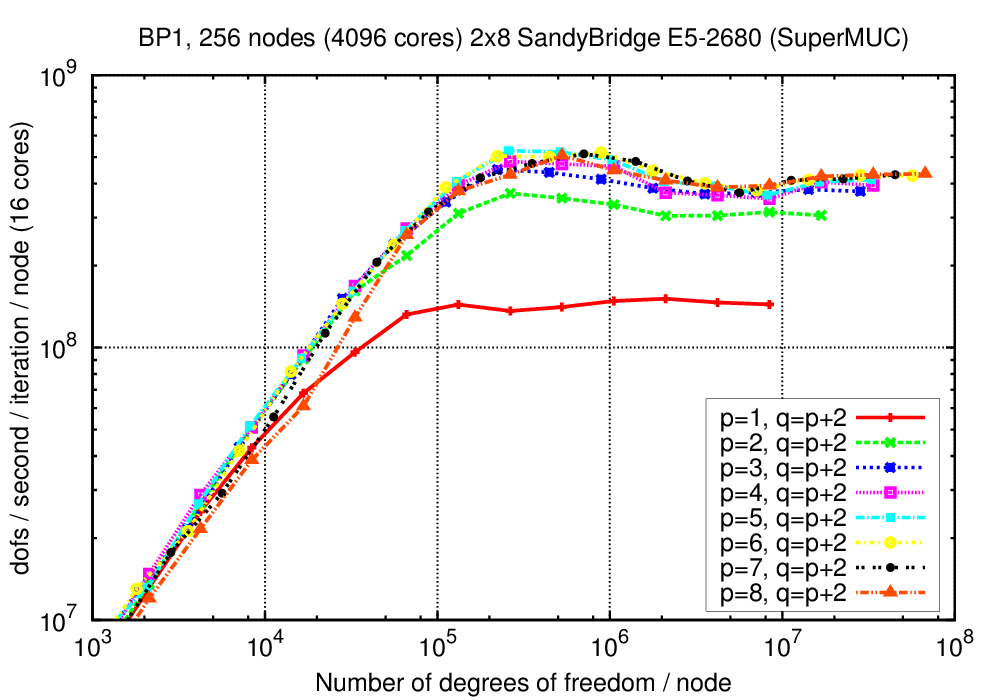 BP1, 256 nodes (4096 cores) 2x8 SandyBridge E5-2680 (SuperMUC)
dofs / second / iteration / node (16 cores)
10^9
10^8
10^7
p=1, q=p+2
p=2, q=p+2
p=3, q=p+2
p=4, q=p+2
p=5, q=p+2
p=6, q=p+2
p=7, q=p+2
p=8, q=p+2
10^3 10^4 10^5 10^6 10^7 10^8
Number of degrees of freedom / node